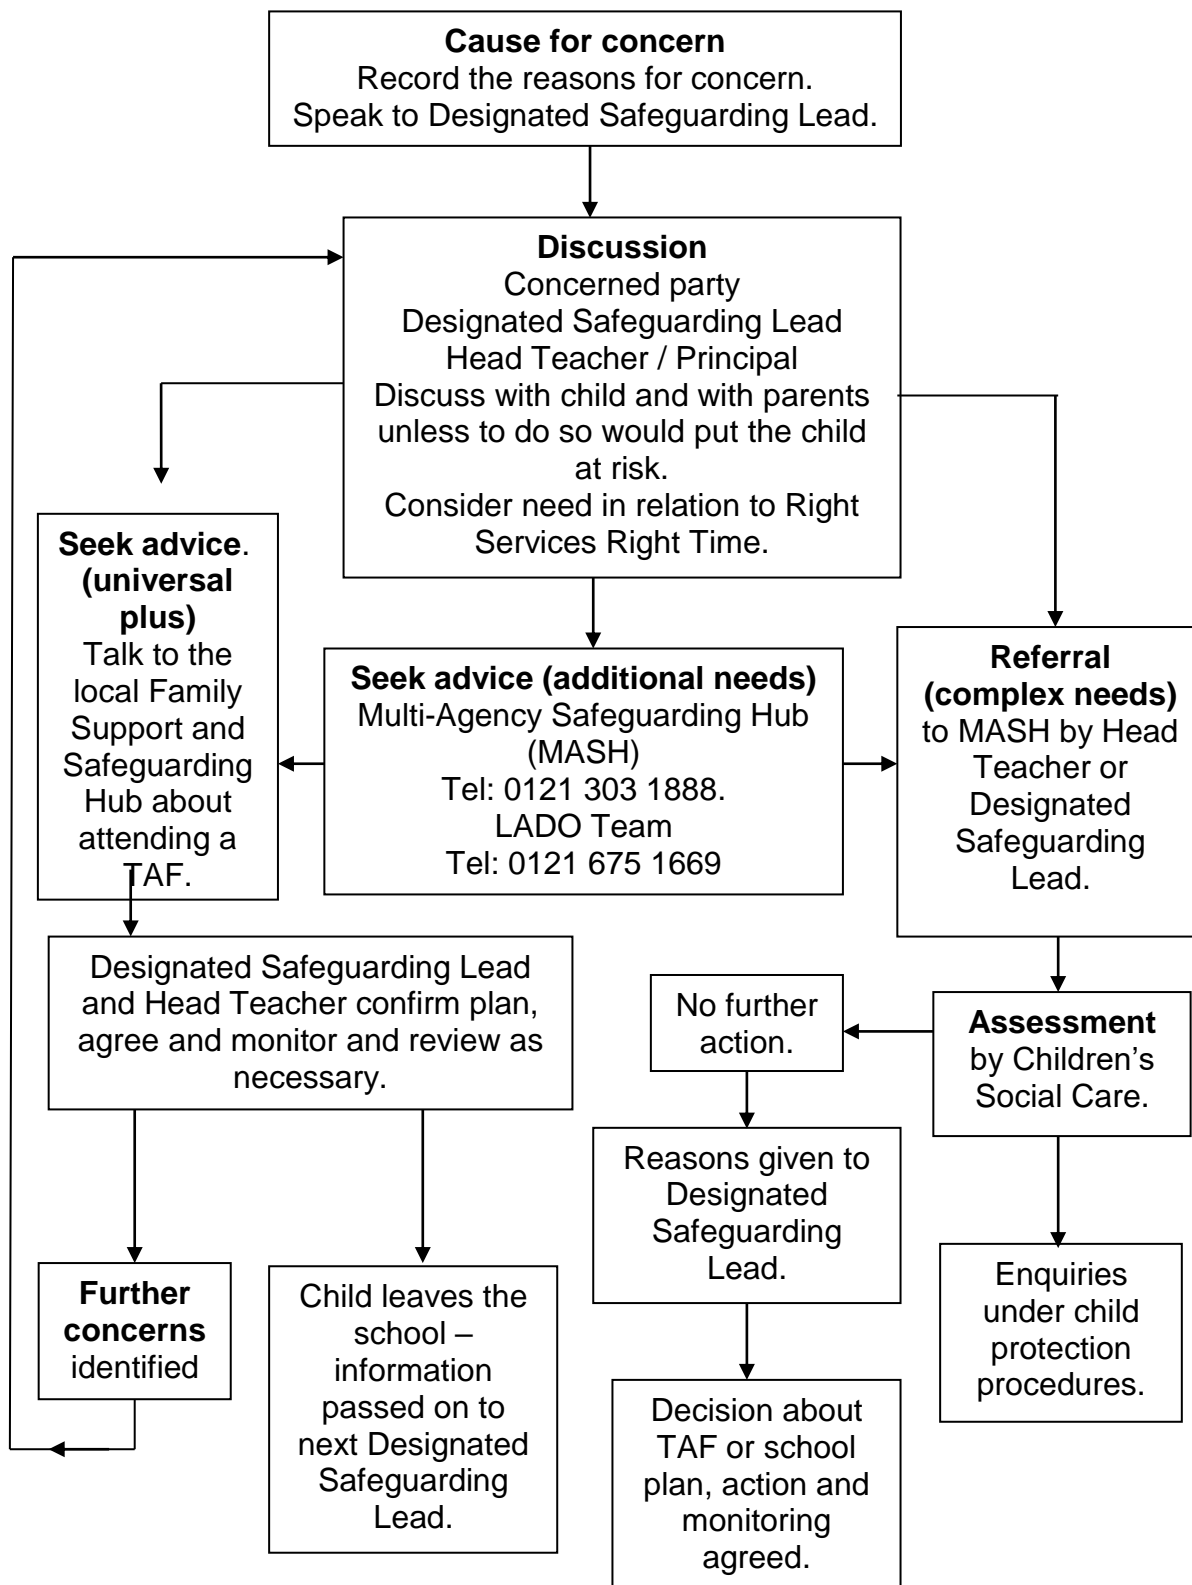 Cause for concern
Record the reasons for concern.
Speak to Designated Safeguarding Lead.
Discussion
Concerned party
Designated Safeguarding Lead
Head Teacher / Principal
Discuss with child and with parents
unless to do so would put the child
at risk.
Consider need in relation to Right
Services Right Time.
Seek advice.
(universal
plus)
Talk to the
local Family
Support and
Safeguarding
Hub about
attending a
TAF.
Seek advice (additional needs)
Multi-Agency Safeguarding Hub
(MASH)
Tel: 0121 303 1888.
LADO Team
Tel: 0121 675 1669
Referral
(complex needs)
to MASH by Head
Teacher or
Designated
Safeguarding
Lead.
Designated Safeguarding Lead
and Head Teacher confirm plan,
agree and monitor and review as
necessary.
No further
action.
Assessment
by Children’s
Social Care.
Reasons given to
Designated
Safeguarding
Lead.
Enquiries
under child
protection
procedures.
Further
concerns
identified
Child leaves the
school –
information
passed on to
next Designated
Safeguarding
Lead.
Decision about
TAF or school
plan, action and
monitoring
agreed.